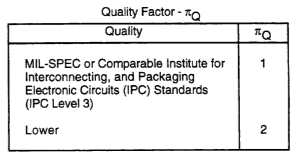 Quality Factor - πQ
Quality πQ
MIL-SPEC or Comparable Institute for 1
Interconnecting, and Packaging
Electronic Circuits (IPC) Standards
(IPC Level 3)
Lower 2